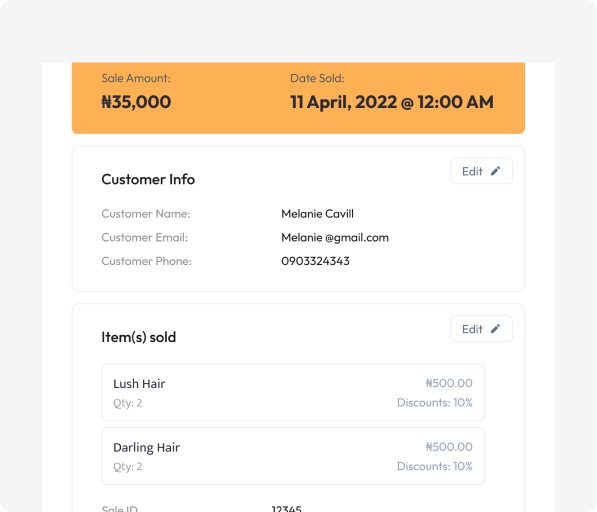 Sale Amount: Date Sold:
₦35,000 11 April, 2022 @ 12:00 AM
Customer Info Edit
Customer Name: Melanie Cavill
Customer Email: Melanie @gmail.com
Customer Phone: 0903324343
Item(s) sold Edit
Lush Hair ₦500.00
Qty: 2 Discounts: 10%
Darling Hair ₦500.00
Qty: 2 Discounts: 10%
Sale ID 12345